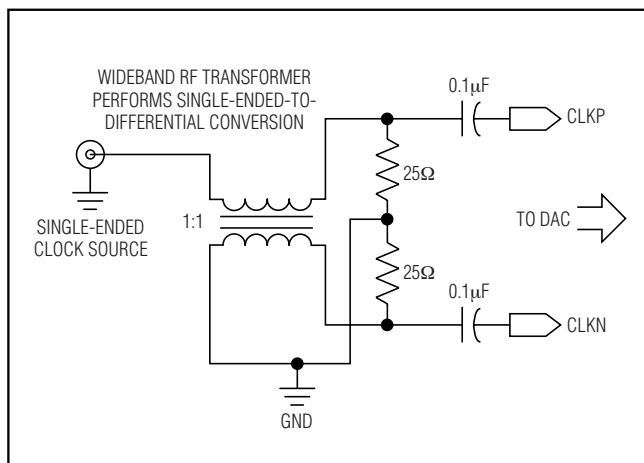 WIDEBAND RF TRANSFORMER
PERFORMS SINGLE-ENDED-TO-
DIFFERENTIAL CONVERSION
0.1μF
CLKP
25Ω
SINGLE-ENDED
CLOCK SOURCE
1:1
TO DAC
25Ω
0.1μF
CLKN
GND